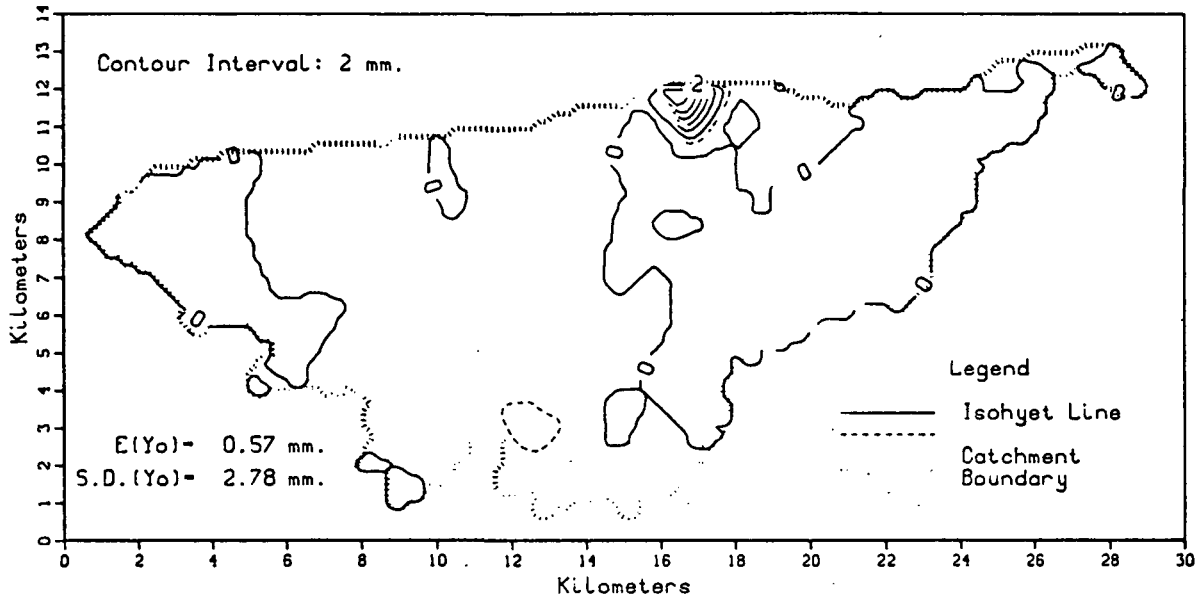 Contour Interval: 2 mm.
14
13
12
11
10
9
8
7
6
5
4
3
2
1
0
Kilometers
2
0
0
0
0
0
0
0
0
0
E(Yo)= 0.57 mm.
S.D.(Yo)= 2.78 mm.
Legend
Isohyet Line
Catchment
Boundary
0 2 4 6 8 10 12 14 16 18 20 22 24 26 28 30
Kilometers